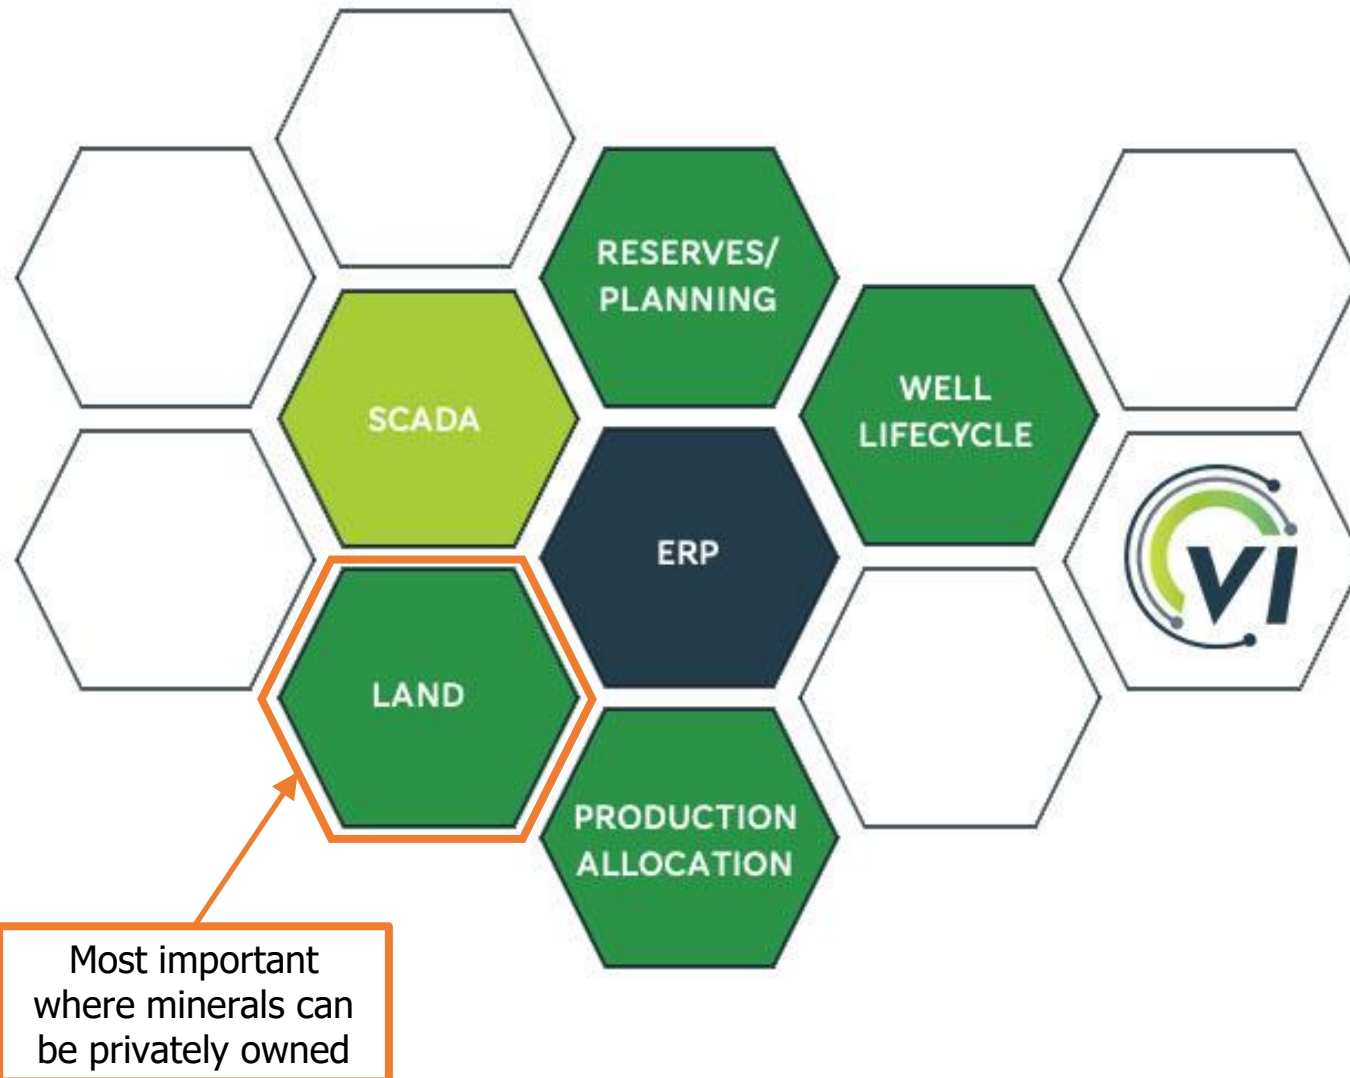 RESERVES/
PLANNING
WELL
LIFECYCLE
SCADA
ERP
VI
LAND
PRODUCTION
ALLOCATION
Most important
where minerals can
be privately owned